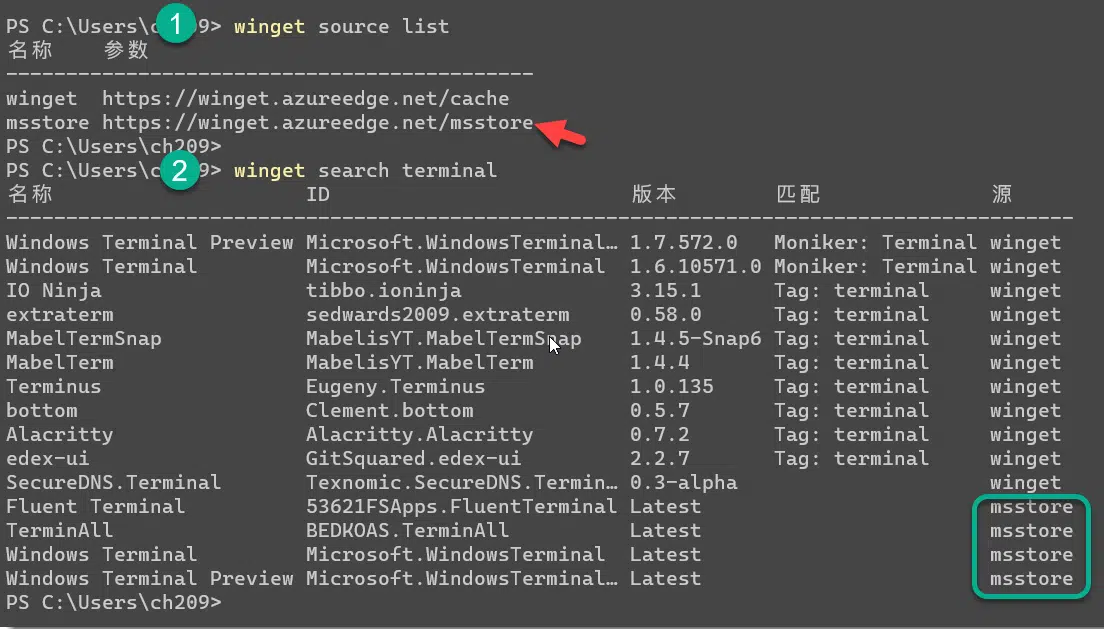 PS C:\Users\c 1 9> winget source list
名称 参数
--------------------------------------------
winget https://winget.azureedge.net/cache
msstore https://winget.azureedge.net/msstore
PS C:\Users\ch209>
PS C:\Users\c 2 9> winget search terminal
名称 ID 版本 匹配 源
-----------------------------------------------------------------------------------------
Windows Terminal Preview Microsoft.WindowsTerminal… 1.7.572.0 Moniker: Terminal winget
Windows Terminal Microsoft.WindowsTerminal 1.6.10571.0 Moniker: Terminal winget
IO Ninja tibbo.ioninja 3.15.1 Tag: terminal winget
extraterm sedwards2009.extraterm 0.58.0 Tag: terminal winget
MabelTermSnap MabelisYT.MabelTermSnap 1.4.5-Snap6 Tag: terminal winget
MabelTerm MabelisYT.MabelTerm 1.4.4 Tag: terminal winget
Terminus Eugeny.Terminus 1.0.135 Tag: terminal winget
bottom Clement.bottom 0.5.7 Tag: terminal winget
Alacritty Alacritty.Alacritty 0.7.2 Tag: terminal winget
edex-ui GitSquared.edex-ui 2.2.7 Tag: terminal winget
SecureDNS.Terminal Texnomic.SecureDNS.Termin… 0.3-alpha winget
Fluent Terminal 53621FSApps.FluentTerminal Latest msstore
TerminAll BEDKOAS.TerminAll Latest msstore
Windows Terminal Microsoft.WindowsTerminal Latest msstore
Windows Terminal Preview Microsoft.WindowsTerminal… Latest msstore
PS C:\Users\ch209>